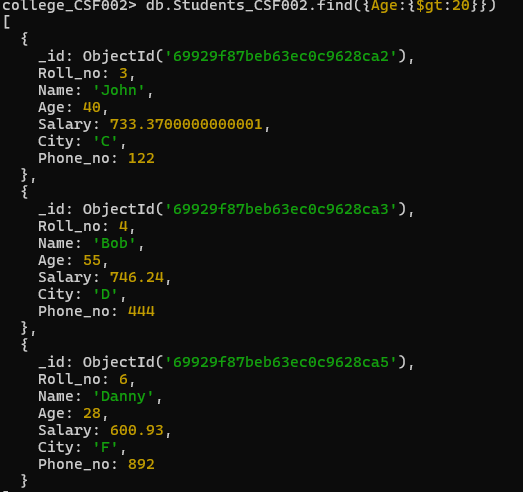 college_CSF002> db.Students_CSF002.find({Age:{$gt:20}})
[
  {
    _id: ObjectId('69929f87beb63ec0c9628ca2'),
    Roll_no: 3,
    Name: 'John',
    Age: 40,
    Salary: 733.3700000000001,
    City: 'C',
    Phone_no: 122
  },
  {
    _id: ObjectId('69929f87beb63ec0c9628ca3'),
    Roll_no: 4,
    Name: 'Bob',
    Age: 55,
    Salary: 746.24,
    City: 'D',
    Phone_no: 444
  },
  {
    _id: ObjectId('69929f87beb63ec0c9628ca5'),
    Roll_no: 6,
    Name: 'Danny',
    Age: 28,
    Salary: 600.93,
    City: 'F',
    Phone_no: 892
  }